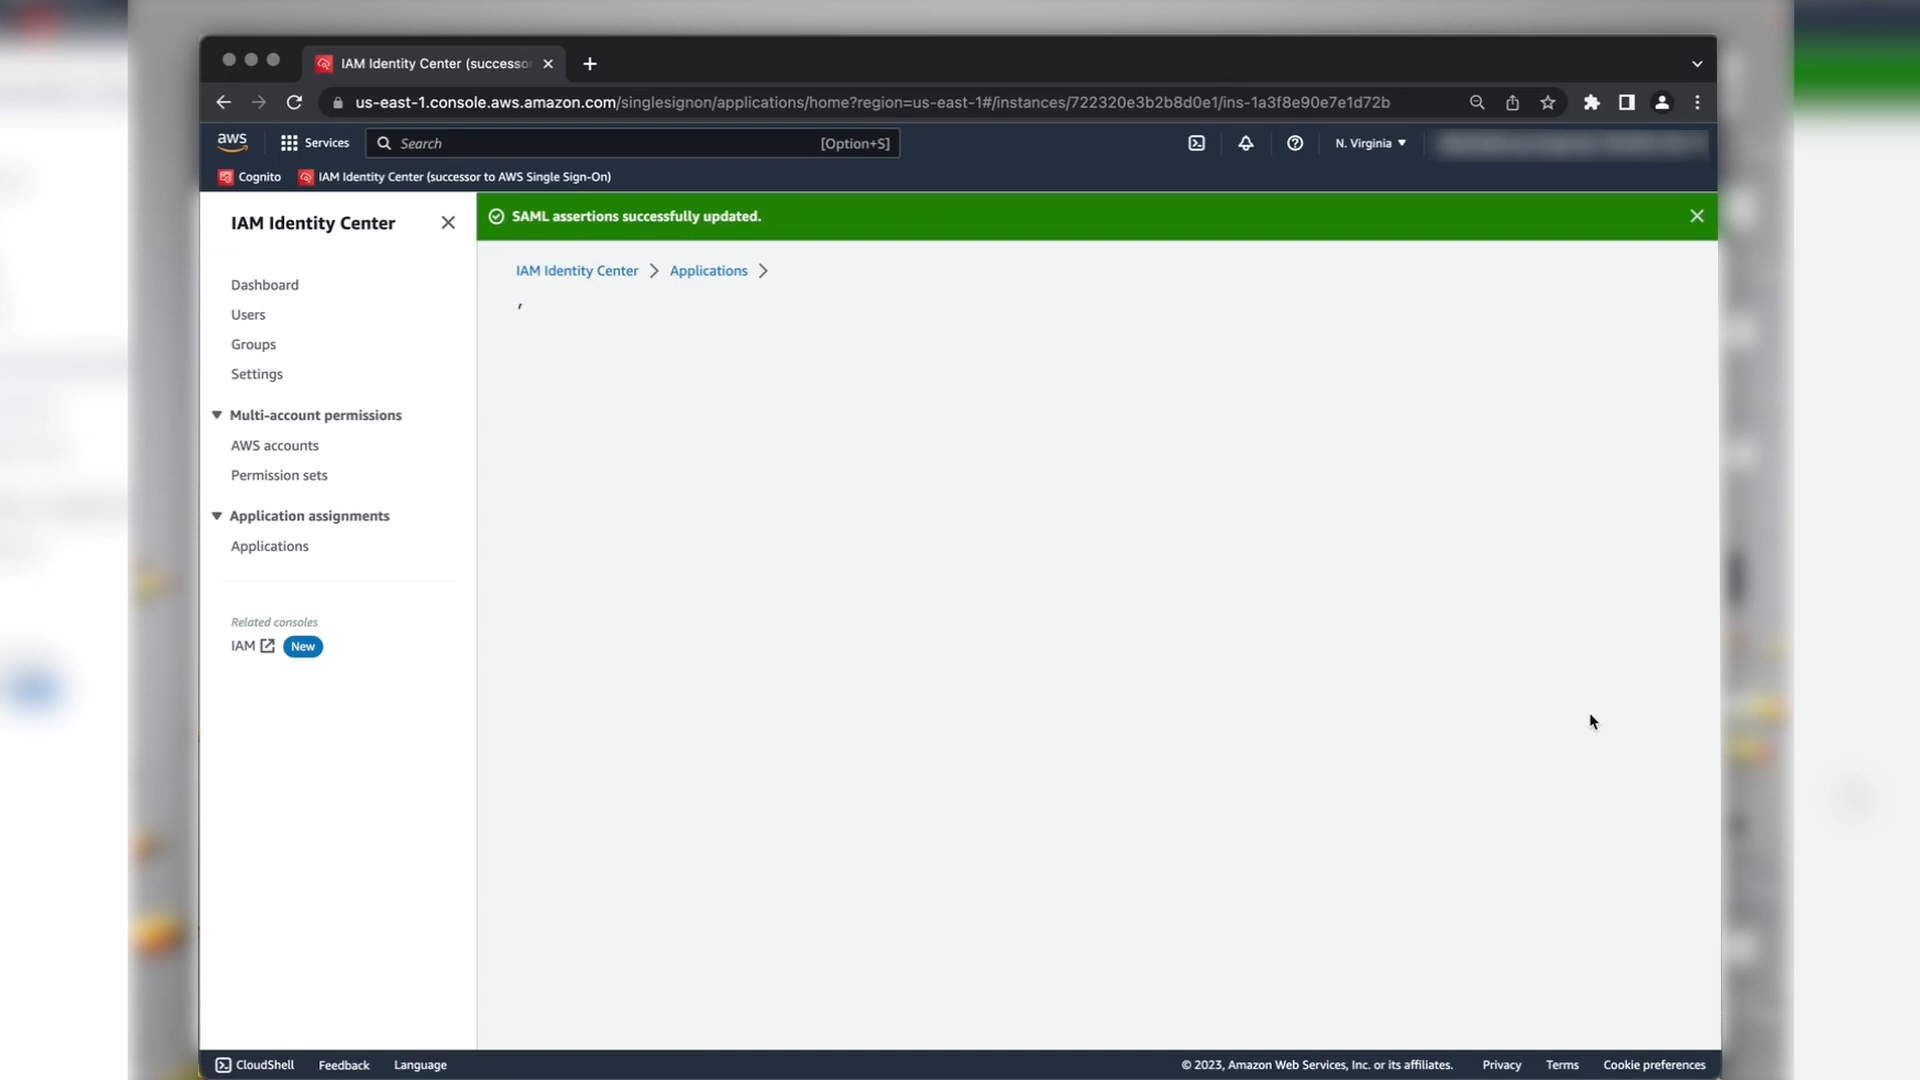 IAM Identity Center (successo
us-east-1.console.aws.amazon.com/singlesignon/applications/home?region=us-east-1#/instances/722320e3b2b8d0e1/ins-1a3f8e90e7e1d72b
aws
Services
Search
[Option+S]
N. Virginia
Cognito
IAM Identity Center (successor to AWS Single Sign-On)
IAM Identity Center
SAML assertions successfully updated.
IAM Identity Center > Applications >
,
Dashboard
Users
Groups
Settings
Multi-account permissions
AWS accounts
Permission sets
Application assignments
Applications
Related consoles
IAM
New
CloudShell
Feedback
Language
© 2023, Amazon Web Services, Inc. or its affiliates.
Privacy
Terms
Cookie preferences